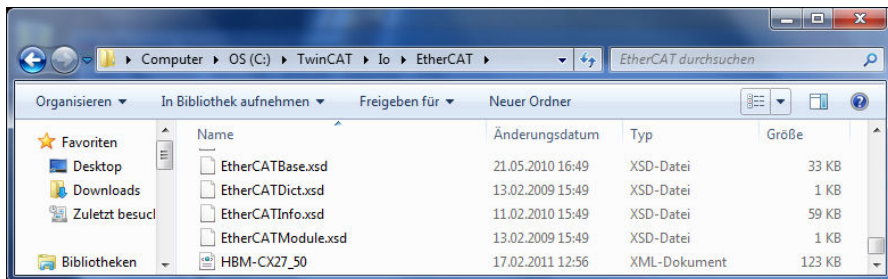 Computer ▸ OS (C:) ▸ TwinCAT ▸ Io ▸ EtherCAT ▸
EtherCAT durchsuchen
Organisieren
In Bibliothek aufnehmen
Freigeben für
Neuer Ordner
Favoriten
Desktop
Downloads
Zuletzt besucl
Bibliotheken
Name Änderungsdatum Typ Größe
EtherCATBase.xsd 21.05.2010 16:49 XSD-Datei 33 KB
EtherCATDict.xsd 13.02.2009 15:49 XSD-Datei 1 KB
EtherCATInfo.xsd 11.02.2010 15:49 XSD-Datei 59 KB
EtherCATModule.xsd 13.02.2009 15:49 XSD-Datei 1 KB
HBM-CX27_50 17.02.2011 12:56 XML-Dokument 123 KB